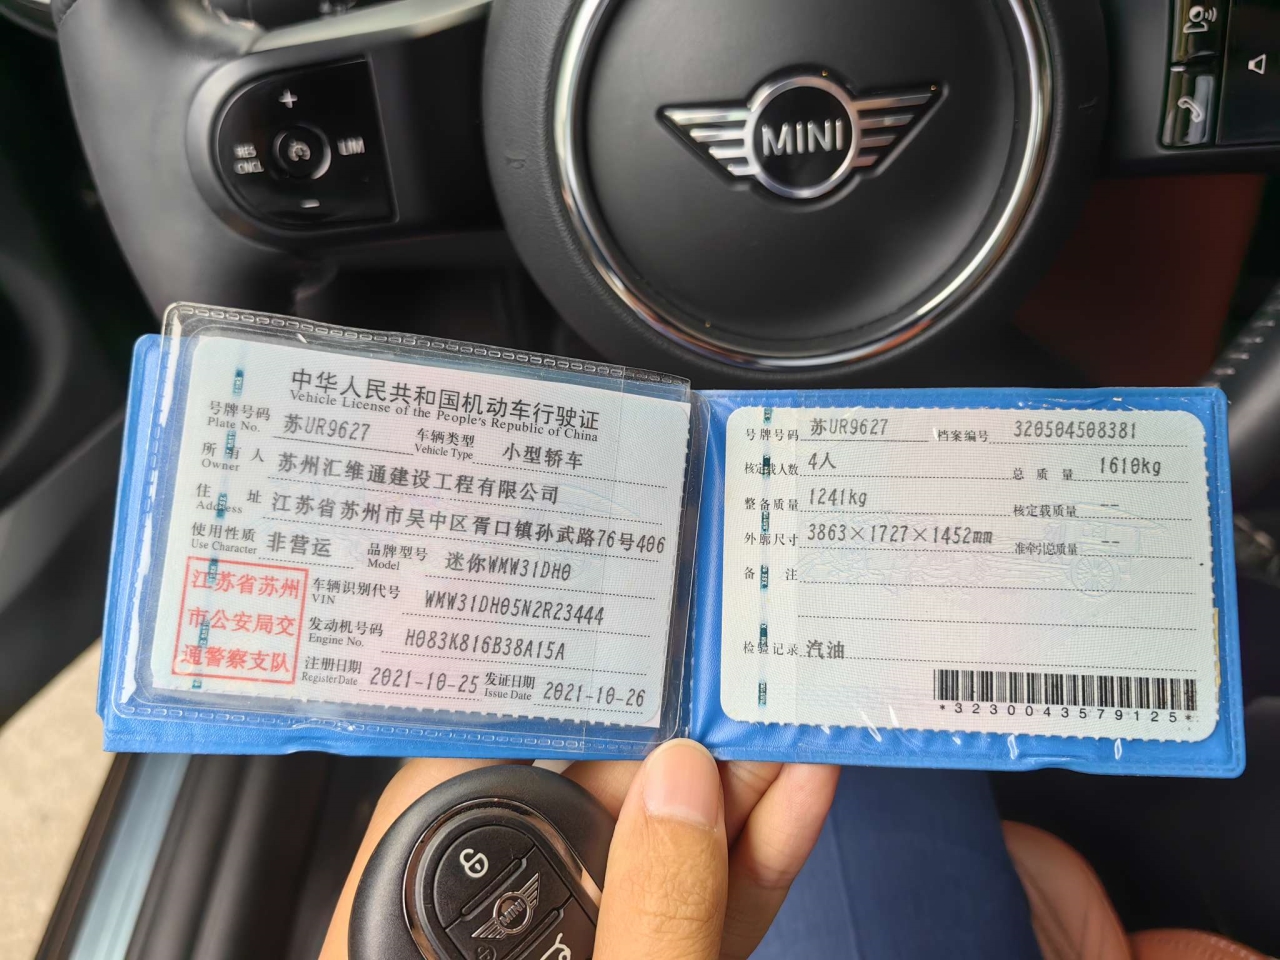 RES
CNCL
LIM
MINI
中华人民共和国机动车行驶证
Vehicle License of the People's Republic of China
号牌号码 苏UR9627 车辆类型 小型轿车
Plate No. Vehicle Type
所有人 苏州汇维通建设工程有限公司
Owner
住址 江苏省苏州市吴中区胥口镇孙武路76号406
Address
使用性质 非营运 品牌型号 迷你WMW31DH0
Use Character Model
江苏省苏州
市公安局交
通警察支队
车辆识别代号 WMW31DH05N2R23444
VIN
发动机号码 H083K816B38A15A
Engine No.
注册日期 2021-10-25 发证日期 2021-10-26
Register Date Issue Date
号牌号码 苏UR9627 档案编号 320504508381
核定载人数 4人 总质量 1610kg
整备质量 1241kg 核定载质量 --
外廓尺寸 3863×1727×1452mm 准牵引总质量 --
备注
检验记录 汽油
*3230043579125*
MINI